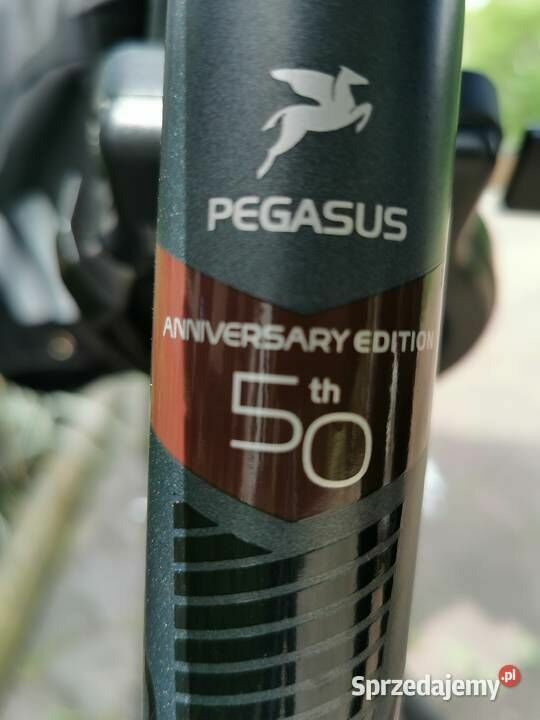 PEGASUS
ANNIVERSARY EDITION
50th
Sprzedajemy.pl